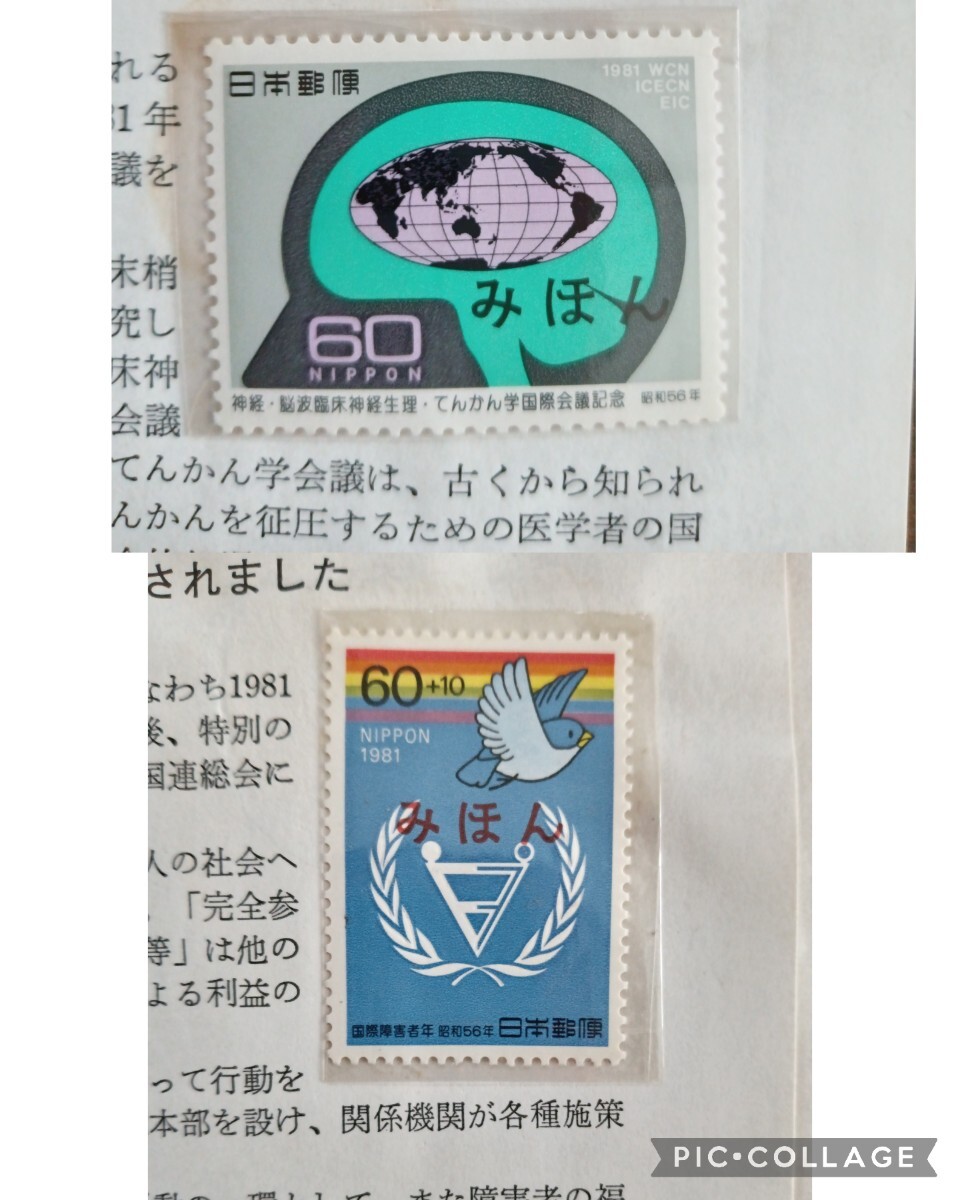 れる
81年
議を
末梢
究し
床神
会議
日本郵便
1981 WCN
ICECN
EIC
みほん
60
NIPPON
神経・脳波臨床神経生理・てんかん学国際会議記念 昭和56年
てんかん学会議は、古くから知られ
んかんを征圧するための医学者の国
されました
なわち1981
後、特別の
国連総会に
人の社会へ
「完全参
等」は他の
よる利益の
60+10
NIPPON
1981
みほん
国際障害者年 昭和56年 日本郵便
って行動を
本部を設け、関係機関が各種施策
PIC•COLLAGE